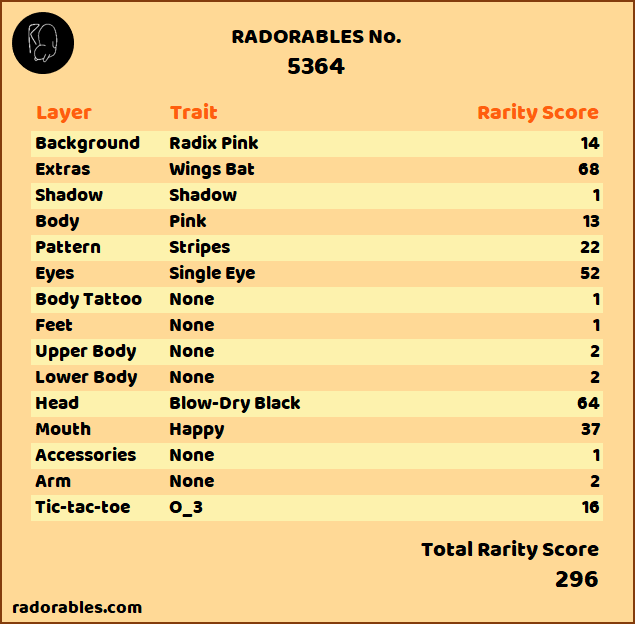 RADORABLES No.
5364
Layer Trait Rarity Score
Background Radix Pink 14
Extras Wings Bat 68
Shadow Shadow 1
Body Pink 13
Pattern Stripes 22
Eyes Single Eye 52
Body Tattoo None 1
Feet None 1
Upper Body None 2
Lower Body None 2
Head Blow-Dry Black 64
Mouth Happy 37
Accessories None 1
Arm None 2
Tic-tac-toe O_3 16
Total Rarity Score
296
radorables.com